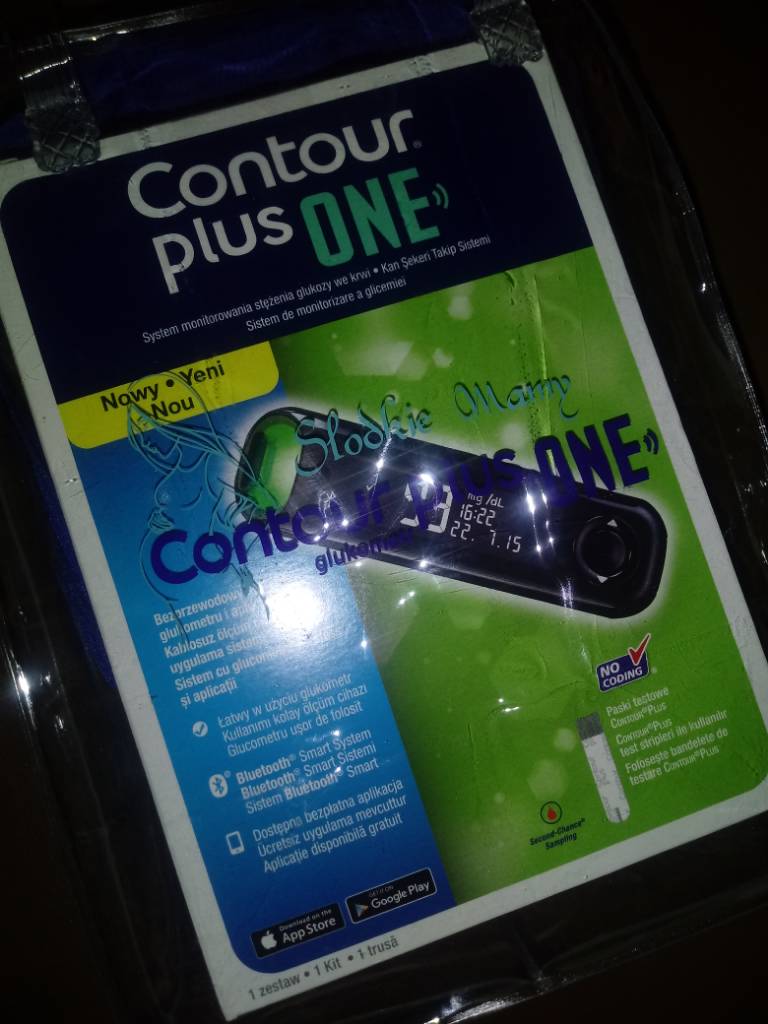 Contour®
plus ONE
System monitorowania stężenia glukozy we krwi • Kan Şekeri Takip Sistemi
Sistem de monitorizare a glicemiei
Nowy • Yeni
Nou
Słodkie Mamy
Contour plus ONE
glukometr
mg/dL
16:22
22. 7.15
Bezprzewodowy
glukometru i
Kablosuz ölçüm
uygulama
Sistem cu
și aplicații
Łatwy w użyciu glukometr
Kullanımı kolay ölçüm cihazı
Glucometru ușor de folosit
Bluetooth® Smart System
Bluetooth® Smart Sistemi
Sistem Bluetooth® Smart
Dostępna bezpłatna aplikacja
Ücretsiz uygulama mevcuttur
Aplicație disponibilă gratuit
Download on the
App Store
GET IT ON
Google Play
NO
CODING
Paski testowe
CONTOUR®PLUS
CONTOUR®PLUS
test stripleri ile kullanılır
Folosește bandelete de
testare CONTOUR®PLUS
Second-Chance®
Sampling
1 zestaw • 1 Kit • 1 trusă